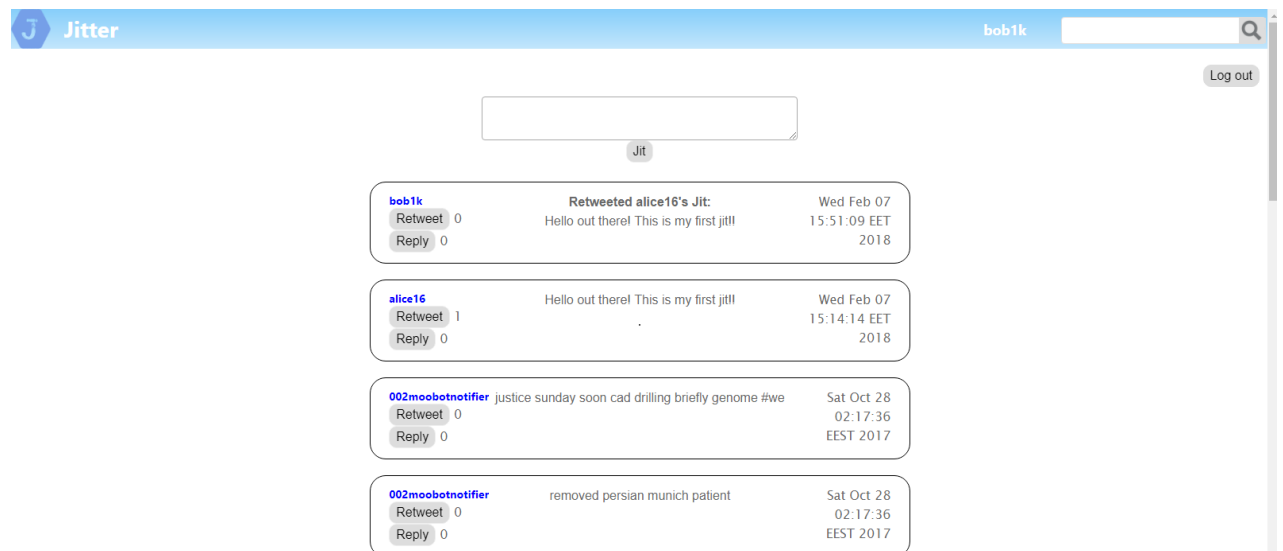 J Jitter bob1k
Log out
Jit
bob1k Retweeted alice16's Jit: Wed Feb 07
Retweet 0 Hello out there! This is my first jit!! 15:51:09 EET
Reply 0 2018
alice16 Hello out there! This is my first jit!! Wed Feb 07
Retweet 1 . 15:14:14 EET
Reply 0 2018
002moobotnotifier justice sunday soon cad drilling briefly genome #we Sat Oct 28
Retweet 0 02:17:36
Reply 0 EEST 2017
002moobotnotifier removed persian munich patient Sat Oct 28
Retweet 0 02:17:36
Reply 0 EEST 2017